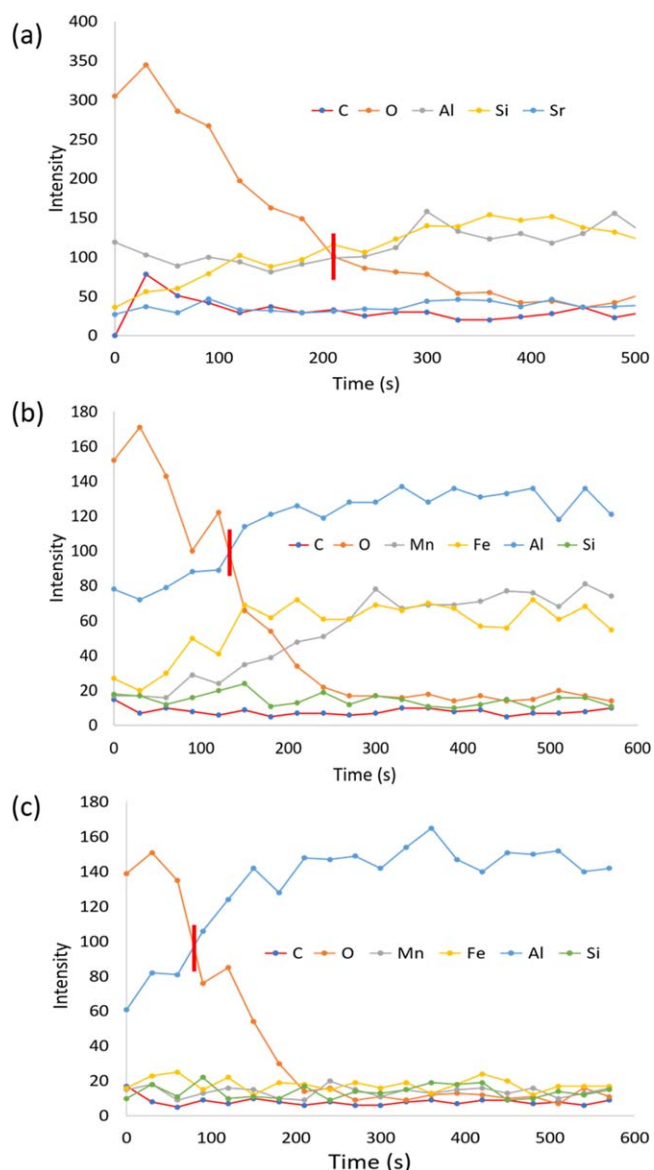 (a)
400
350
300
250
200
150
100
50
0
Intensity
C O Al Si Sr
0 100 200 300 400 500
Time (s)
(b)
180
160
140
120
100
80
60
40
20
0
Intensity
C O Mn Fe Al Si
0 100 200 300 400 500 600
Time (s)
(c)
180
160
140
120
100
80
60
40
20
0
Intensity
C O Mn Fe Al Si
0 100 200 300 400 500 600
Time (s)